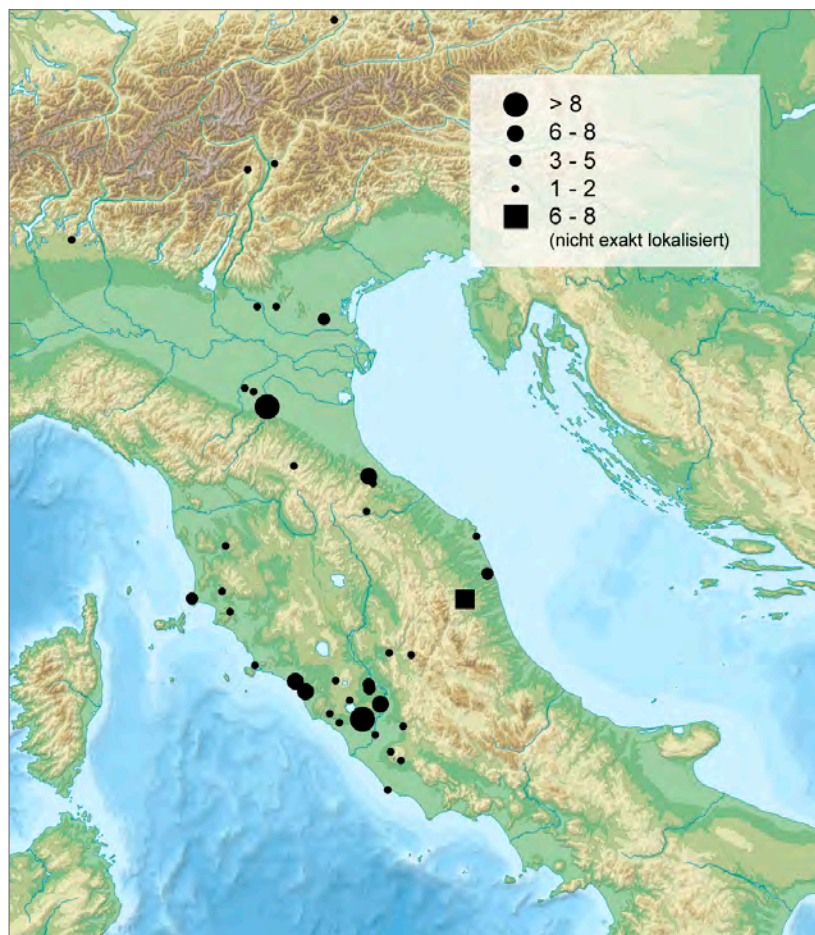 > 8
6 - 8
3 - 5
1 - 2
6 - 8
(nicht exakt lokalisiert)